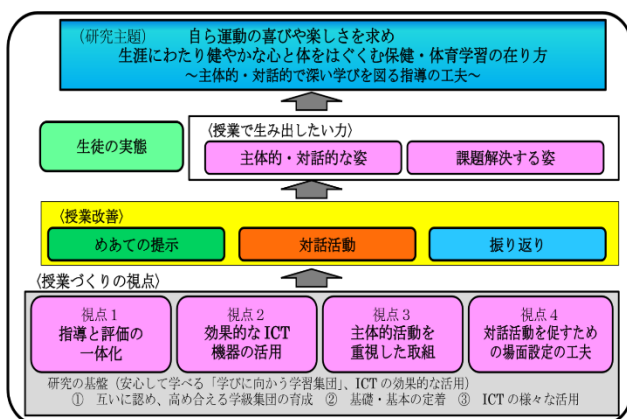 (研究主題) 自ら運動の喜びや楽しさを求め
生涯にわたり健やかな心と体をはぐくむ保健・体育学習の在り方
～主体的・対話的で深い学びを図る指導の工夫～
生徒の実態
〈授業で生み出したい力〉
主体的・対話的な姿
課題解決する姿
〈授業改善〉
めあての提示
対話活動
振り返り
〈授業づくりの視点〉
視点1
指導と評価の
一体化
視点2
効果的なICT
機器の活用
視点3
主体的活動を
重視した取組
視点4
対話活動を促すため
の場面設定の工夫
研究の基盤(安心して学べる「学びに向かう学習集団」、ICTの効果的な活用)
① 互いに認め、高め合える学級集団の育成 ② 基礎・基本の定着 ③ ICTの様々な活用